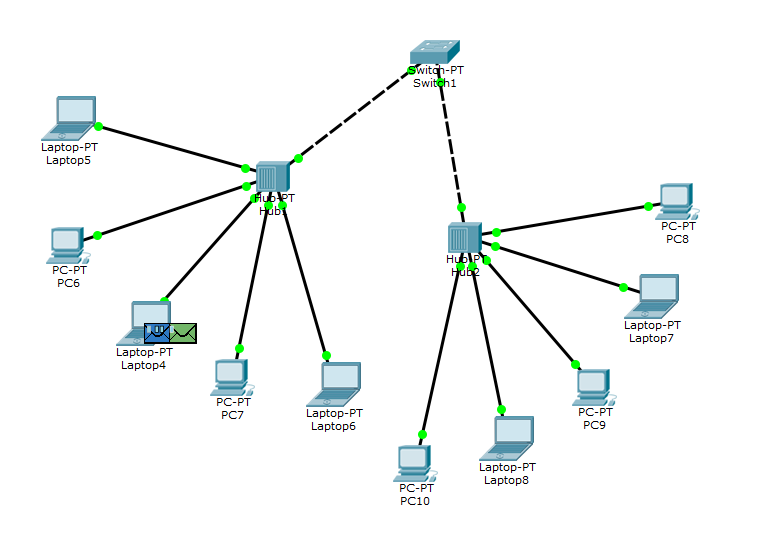 Switch-PT
Switch1
Laptop-PT
Laptop5
Hub-PT
Hub1
PC-PT
PC6
Laptop-PT
Laptop4
PC-PT
PC7
Laptop-PT
Laptop6
Hub-PT
Hub2
PC-PT
PC8
Laptop-PT
Laptop7
PC-PT
PC9
Laptop-PT
Laptop8
PC-PT
PC10